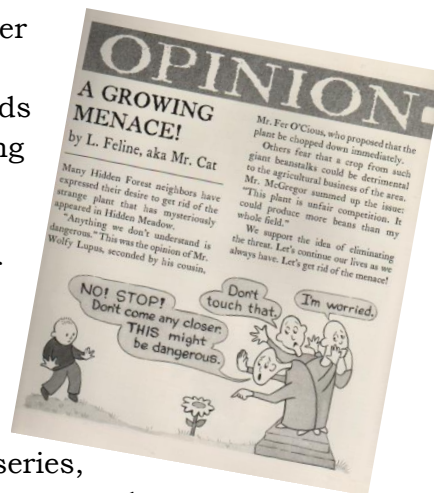 er
ds
ng
.
series,
OPINION
A GROWING
MENACE!
by L. Feline, aka Mr. Cat
Many Hidden Forest neighbors have
expressed their desire to get rid of the
strange plant that has mysteriously
appeared in Hidden Meadow.
"Anything we don't understand is
dangerous." This was the opinion of Mr.
Wolfy Lupus, seconded by his cousin,
Mr. Fer O'Cious, who proposed that the
plant be chopped down immediately.
Others fear that a crop from such
giant beanstalks could be detrimental
to the agricultural business of the area.
Mr. McGregor summed up the issue:
"This plant is unfair competition. It
could produce more beans than my
whole field."
We support the idea of eliminating
the threat. Let's continue our lives as we
always have. Let's get rid of the menace!
NO! STOP!
Don't come any closer.
THIS might
be dangerous.
Don't
touch that.
I'm worried.